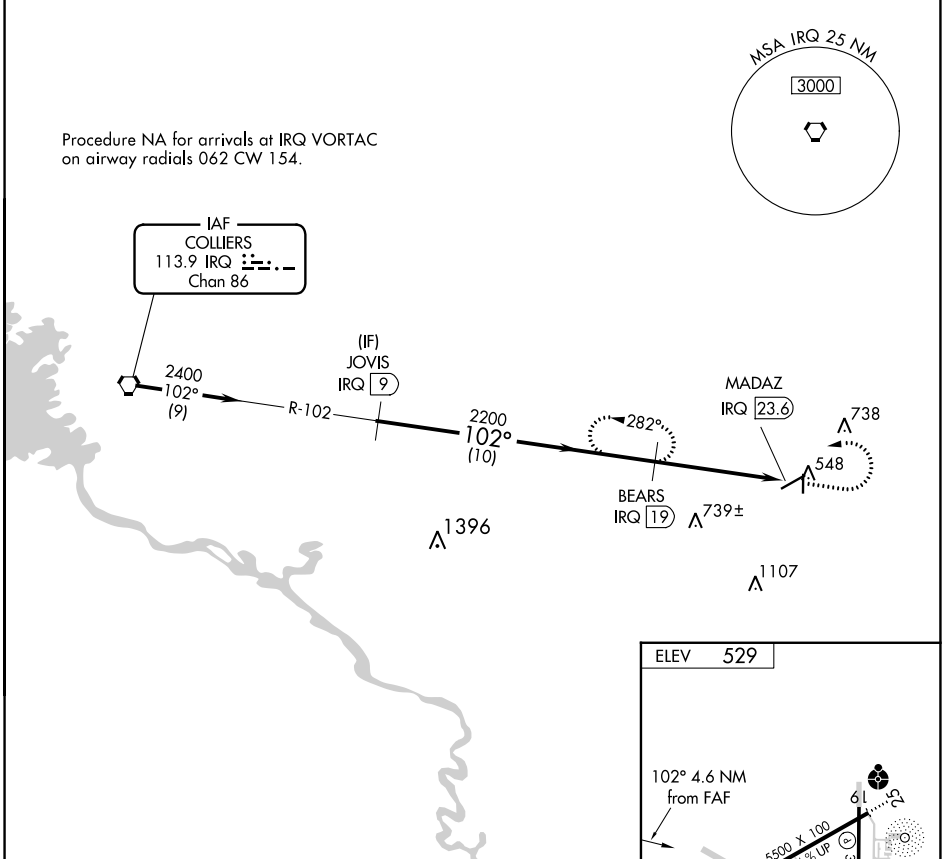 MSA IRQ 25 NM
3000
Procedure NA for arrivals at IRQ VORTAC
on airway radials 062 CW 154.
IAF
COLLIERS
113.9 IRQ
Chan 86
(IF)
JOVIS
IRQ 9
2400
102°
(9)
R-102
2200
102°
(10)
282°
MADAZ
IRQ 23.6
738
548
BEARS
IRQ 19
739±
1396
1107
ELEV 529
102° 4.6 NM
from FAF
19
25
5500 X 100
% UP
P